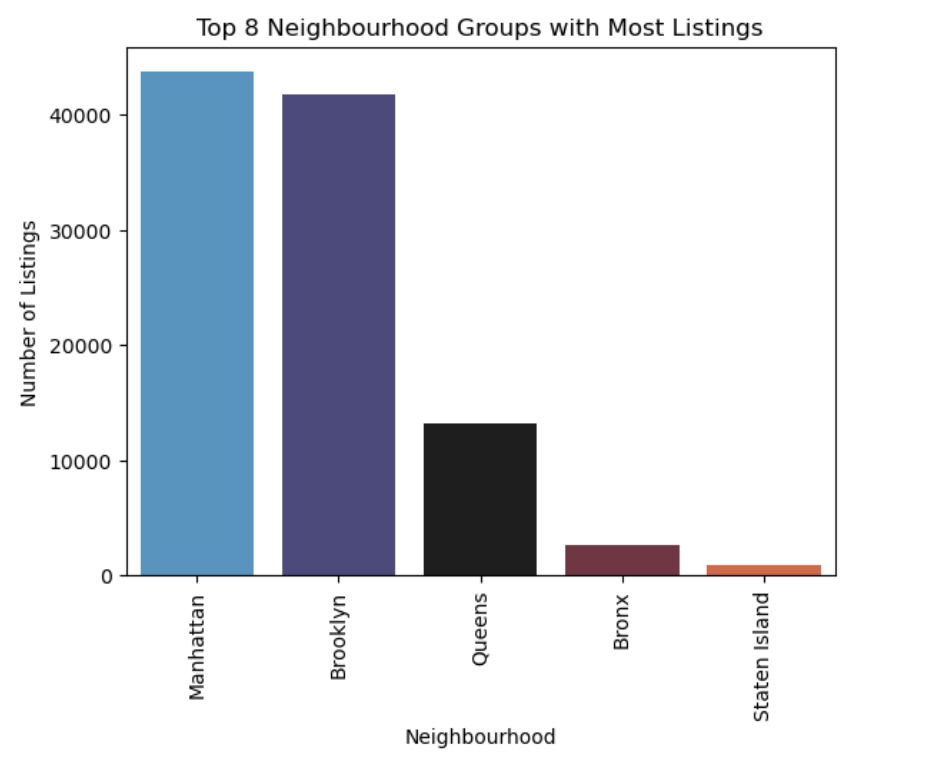 Top 8 Neighbourhood Groups with Most Listings
Number of Listings
40000
30000
20000
10000
0
Manhattan
Brooklyn
Queens
Bronx
Staten Island
Neighbourhood